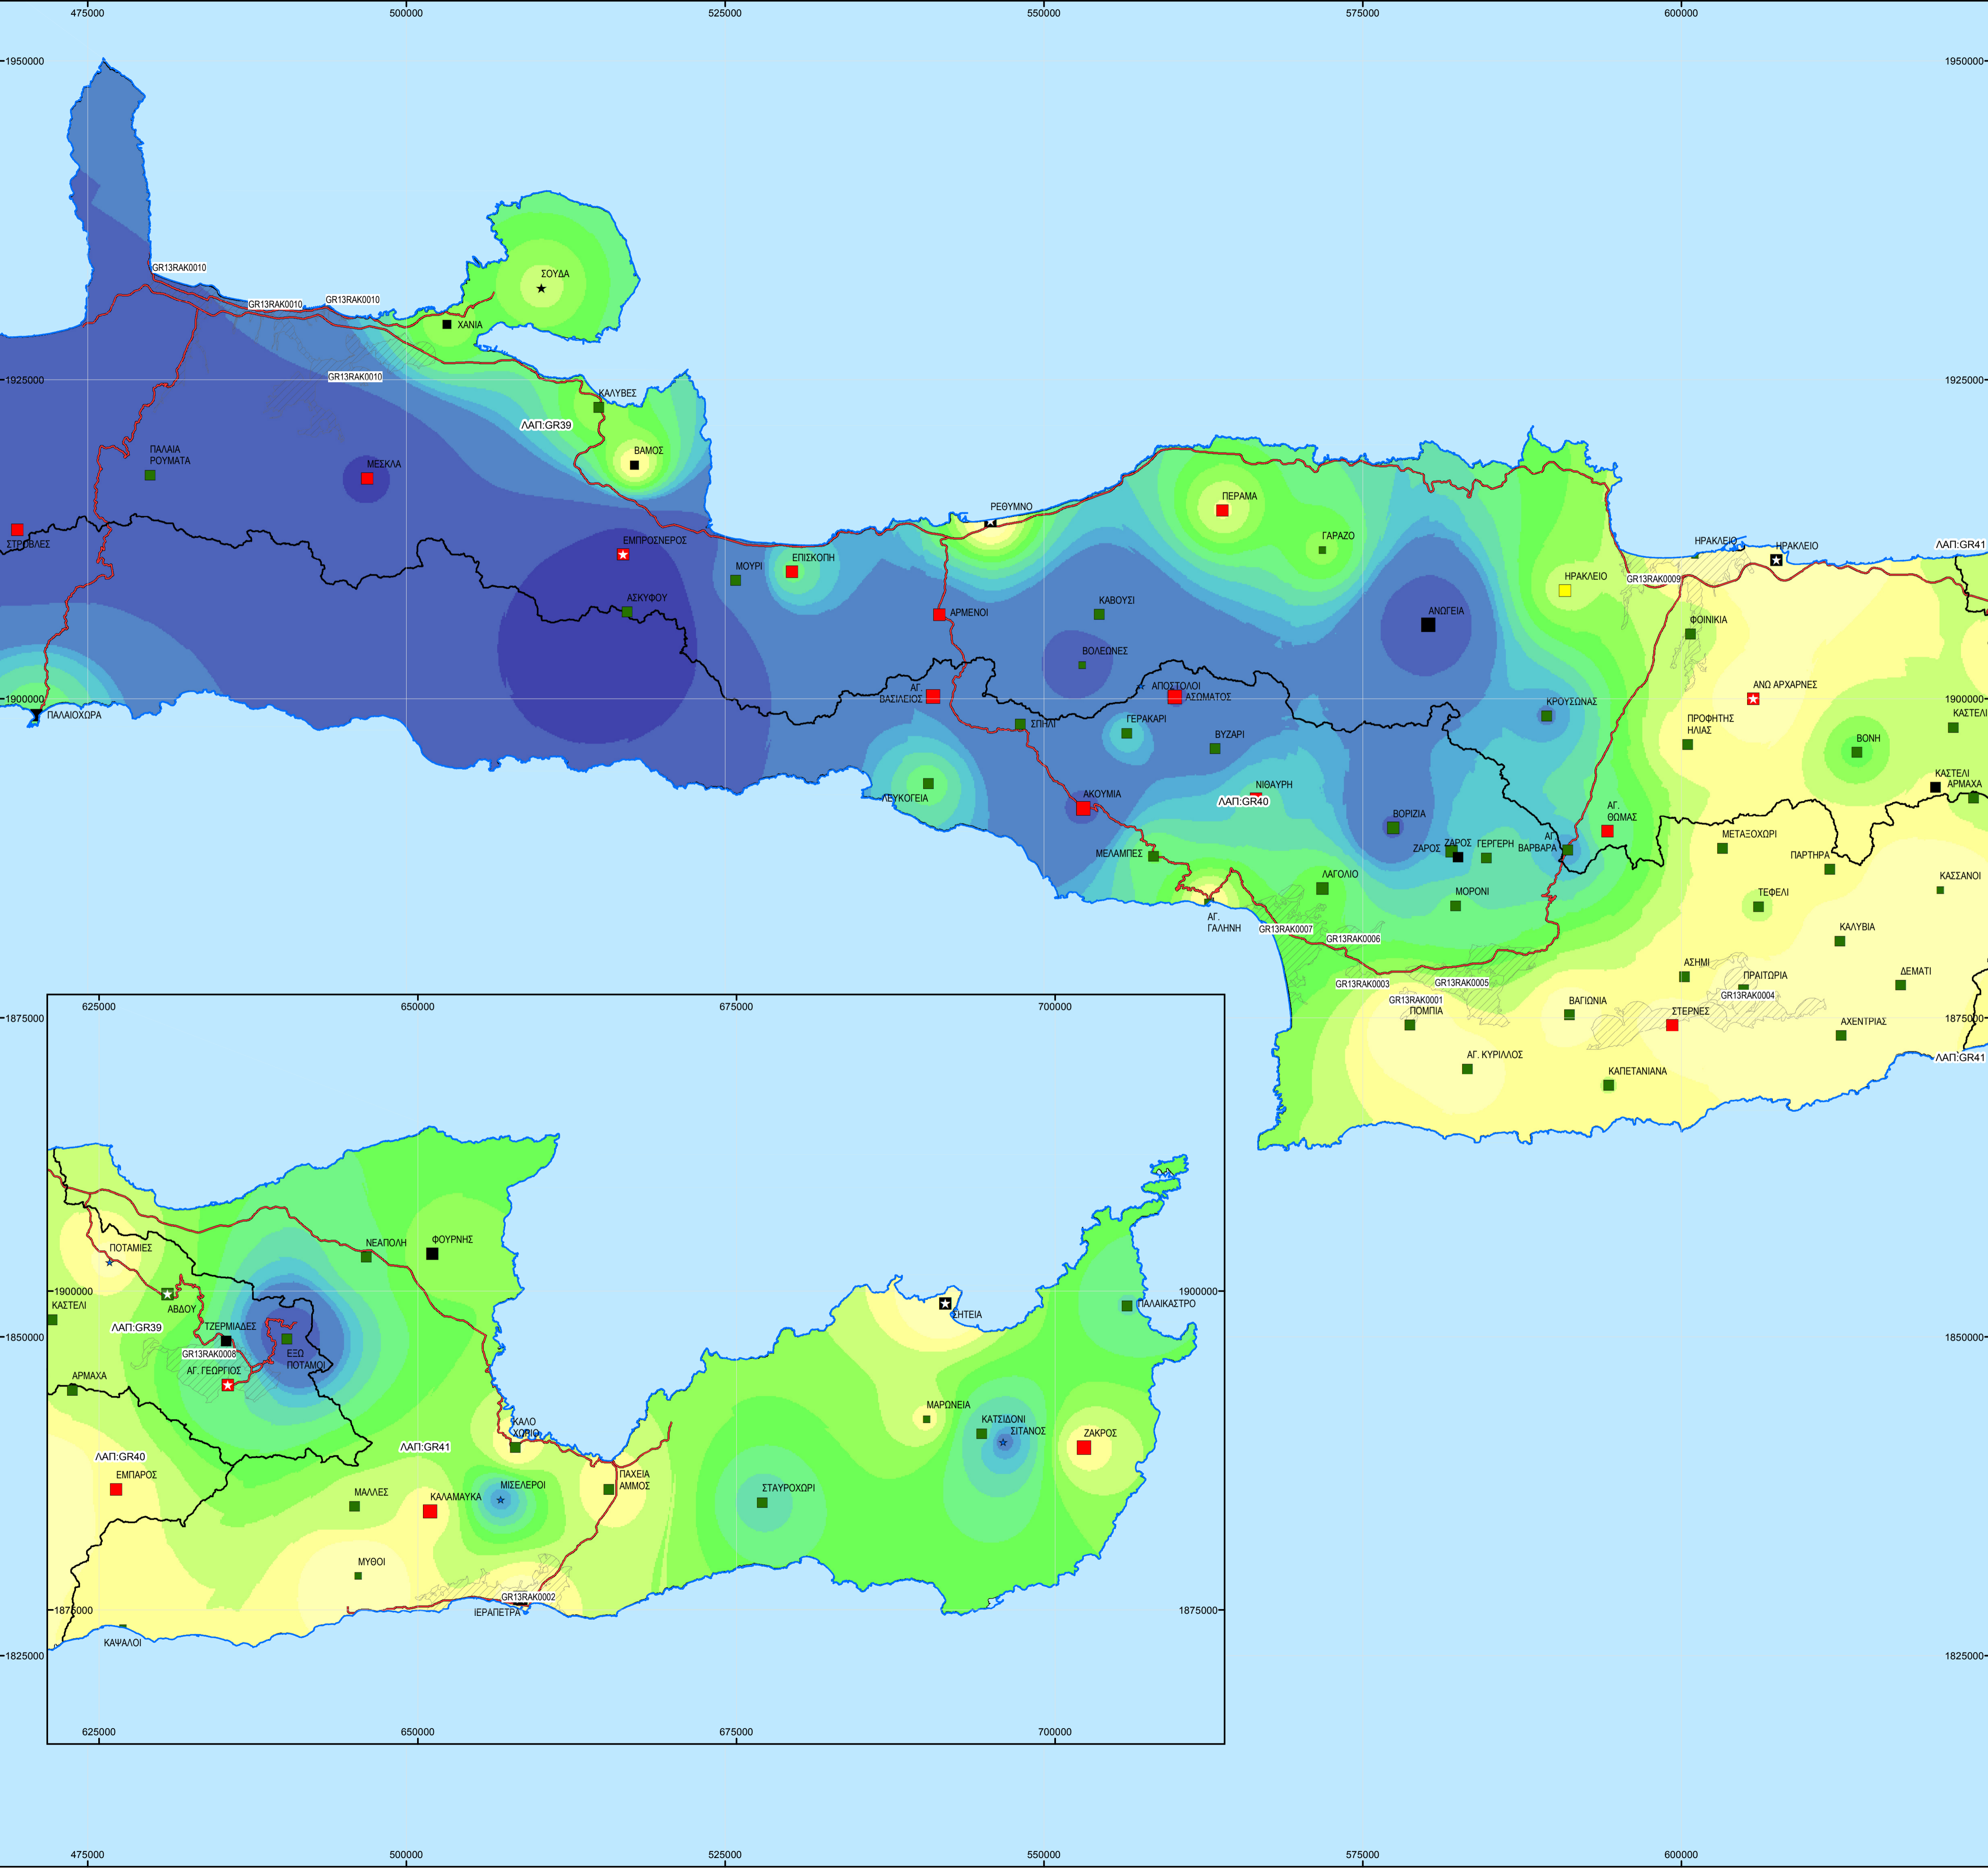 475000
500000
525000
550000
575000
600000
1950000
1950000
GR13RAK0010
GR13RAK0010
GR13RAK0010
ΣΟΥΔΑ
ΧΑΝΙΑ
GR13RAK0010
1925000
1925000
ΚΑΛΥΒΕΣ
ΛΑΠ:GR39
ΒΑΜΟΣ
ΠΑΛΑΙΑ
ΡΟΥΜΑΤΑ
ΜΕΣΚΛΑ
ΣΤΡΟΒΛΕΣ
ΕΜΠΡΟΣΝΕΡΟΣ
ΑΣΚΥΦΟΥ
ΜΟΥΡΙ
ΕΠΙΣΚΟΠΗ
ΡΕΘΥΜΝΟ
ΠΕΡΑΜΑ
ΓΑΡΑΖΟ
ΑΡΜΕΝΟΙ
ΚΑΒΟΥΣΙ
ΒΟΛΕΩΝΕΣ
ΑΝΩΓΕΙΑ
ΗΡΑΚΛΕΙΟ
ΗΡΑΚΛΕΙΟ
ΗΡΑΚΛΕΙΟ
GR13RAK0009
ΛΑΠ:GR41
ΦΟΙΝΙΚΙΑ
1900000
1900000
ΠΑΛΑΙΟΧΩΡΑ
ΑΓ.
ΒΑΣΙΛΕΙΟΣ
ΑΠΟΣΤΟΛΟΙ
ΑΣΩΜΑΤΟΣ
ΣΠΗΛΙ
ΓΕΡΑΚΑΡΙ
ΒΥΖΑΡΙ
ΚΡΟΥΣΩΝΑΣ
ΑΝΩ ΑΡΧΑΡΝΕΣ
ΠΡΟΦΗΤΗΣ
ΗΛΙΑΣ
ΚΑΣΤΕΛΙ
ΒΟΝΗ
ΛΕΥΚΟΓΕΙΑ
ΑΚΟΥΜΙΑ
ΝΙΘΑΥΡΗ
ΛΑΠ:GR40
ΚΑΣΤΕΛΙ
ΑΡΜΑΧΑ
ΒΟΡΙΖΙΑ
ΑΓ.
ΘΩΜΑΣ
ΜΕΛΑΜΠΕΣ
ΖΑΡΟΣ
ΖΑΡΟΣ
ΓΕΡΓΕΡΗ
ΑΓ.
ΒΑΡΒΑΡΑ
ΜΕΤΑΞΟΧΩΡΙ
ΠΑΡΤΗΡΑ
ΚΑΣΣΑΝΟΙ
ΛΑΓΟΛΙΟ
ΜΟΡΟΝΙ
ΤΕΦΕΛΙ
ΑΓ.
ΓΑΛΗΝΗ
GR13RAK0007
GR13RAK0006
ΚΑΛΥΒΙΑ
GR13RAK0003
GR13RAK0005
ΑΣΗΜΙ
ΠΡΑΙΤΩΡΙΑ
ΔΕΜΑΤΙ
GR13RAK0001
ΠΟΜΠΙΑ
ΒΑΓΙΩΝΙΑ
GR13RAK0004
ΣΤΕΡΝΕΣ
ΑΧΕΝΤΡΙΑΣ
1875000
1875000
ΑΓ. ΚΥΡΙΛΛΟΣ
ΚΑΠΕΤΑΝΙΑΝΑ
ΛΑΠ:GR41
625000
650000
675000
700000
ΠΟΤΑΜΙΕΣ
ΝΕΑΠΟΛΗ
ΦΟΥΡΝΗΣ
1900000
1900000
ΚΑΣΤΕΛΙ
ΑΒΔΟΥ
ΛΑΠ:GR39
ΤΖΕΡΜΙΑΔΕΣ
GR13RAK0008
ΕΞΩ
ΠΟΤΑΜΟΙ
ΑΓ. ΓΕΩΡΓΙΟΣ
ΑΡΜΑΧΑ
ΣΗΤΕΙΑ
ΠΑΛΑΙΚΑΣΤΡΟ
1850000
1850000
ΚΑΛΟ
ΧΩΡΙΟ
ΜΑΡΩΝΕΙΑ
ΚΑΤΣΙΔΟΝΙ
ΣΙΤΑΝΟΣ
ΖΑΚΡΟΣ
ΛΑΠ:GR40
ΛΑΠ:GR41
ΕΜΠΑΡΟΣ
ΜΑΛΛΕΣ
ΚΑΛΑΜΑΥΚΑ
ΜΙΣΕΛΕΡΟΙ
ΠΑΧΕΙΑ
ΑΜΜΟΣ
ΣΤΑΥΡΟΧΩΡΙ
ΜΥΘΟΙ
GR13RAK0002
ΙΕΡΑΠΕΤΡΑ
1875000
1875000
ΚΑΨΑΛΟΙ
1825000
1825000
625000
650000
675000
700000
475000
500000
525000
550000
575000
600000